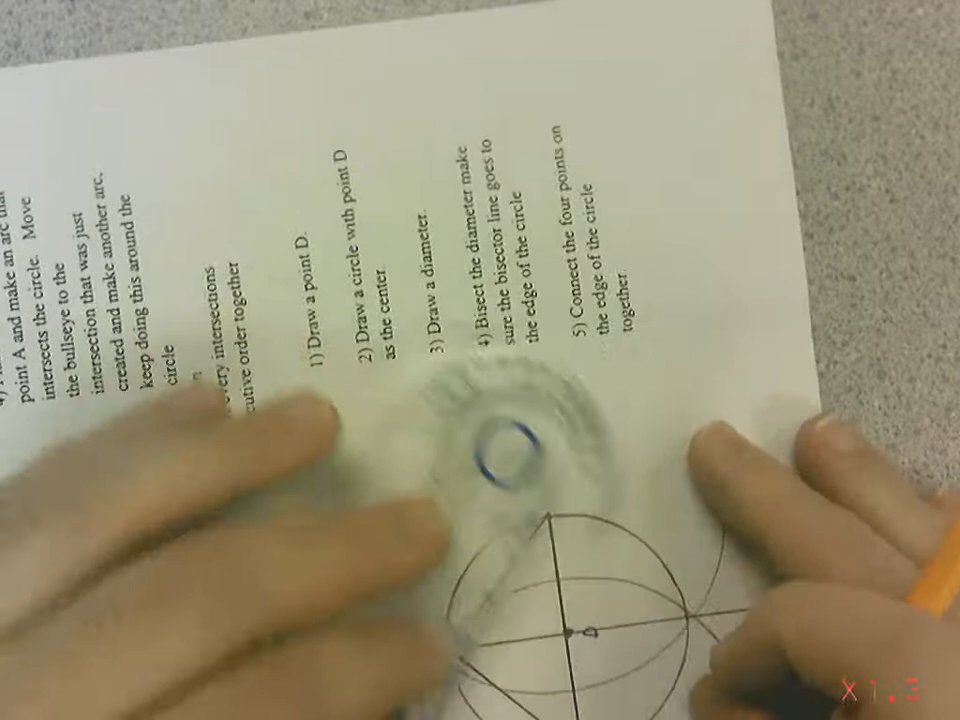 point A and make an arc that
intersects the circle. Move
the bullseye to the
intersection that was just
created and make another arc,
keep doing this around the
circle
every intersections
cutive order together
1) Draw a point D.
2) Draw a circle with point D
as the center
3) Draw a diameter.
4) Bisect the diameter make
sure the bisector line goes to
the edge of the circle
5) Connect the four points on
the edge of the circle
together.
D